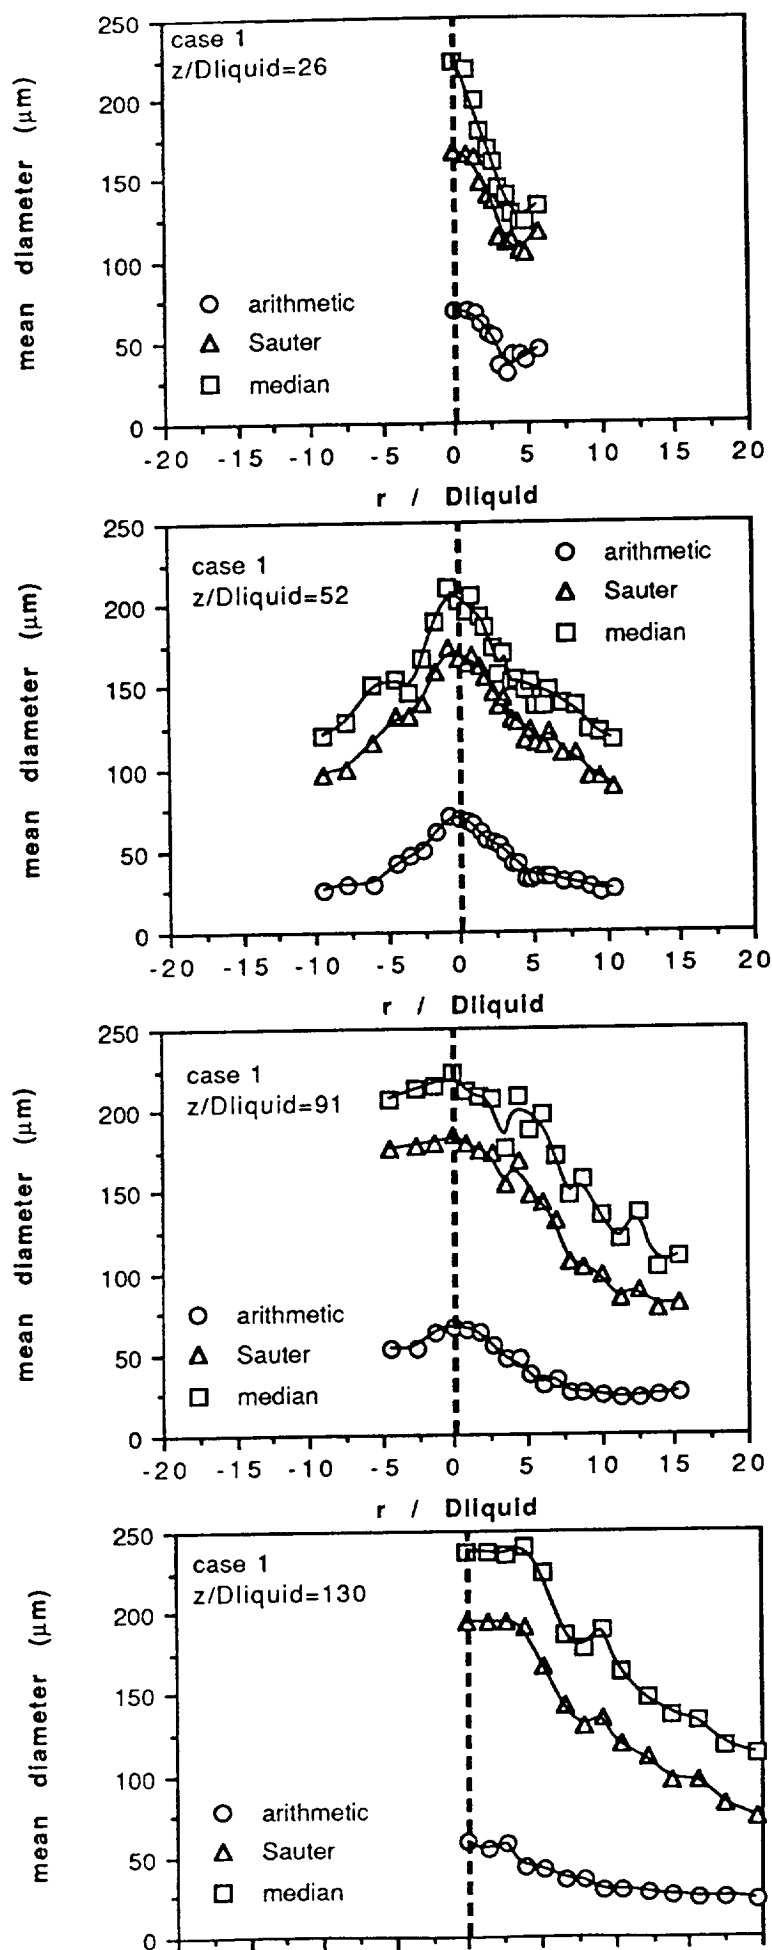 250
case 1
z/Dliquid=26
200
150
100
50
0
arithmetic
Sauter
median
mean diameter (µm)
-20 -15 -10 -5 0 5 10 15 20
r / Dliquid
250
case 1
z/Dliquid=52
200
150
100
50
0
arithmetic
Sauter
median
mean diameter (µm)
-20 -15 -10 -5 0 5 10 15 20
r / Dliquid
250
case 1
z/Dliquid=91
200
150
100
50
0
arithmetic
Sauter
median
mean diameter (µm)
-20 -15 -10 -5 0 5 10 15 20
r / Dliquid
250
case 1
z/Dliquid=130
200
150
100
50
0
arithmetic
Sauter
median
mean diameter (µm)